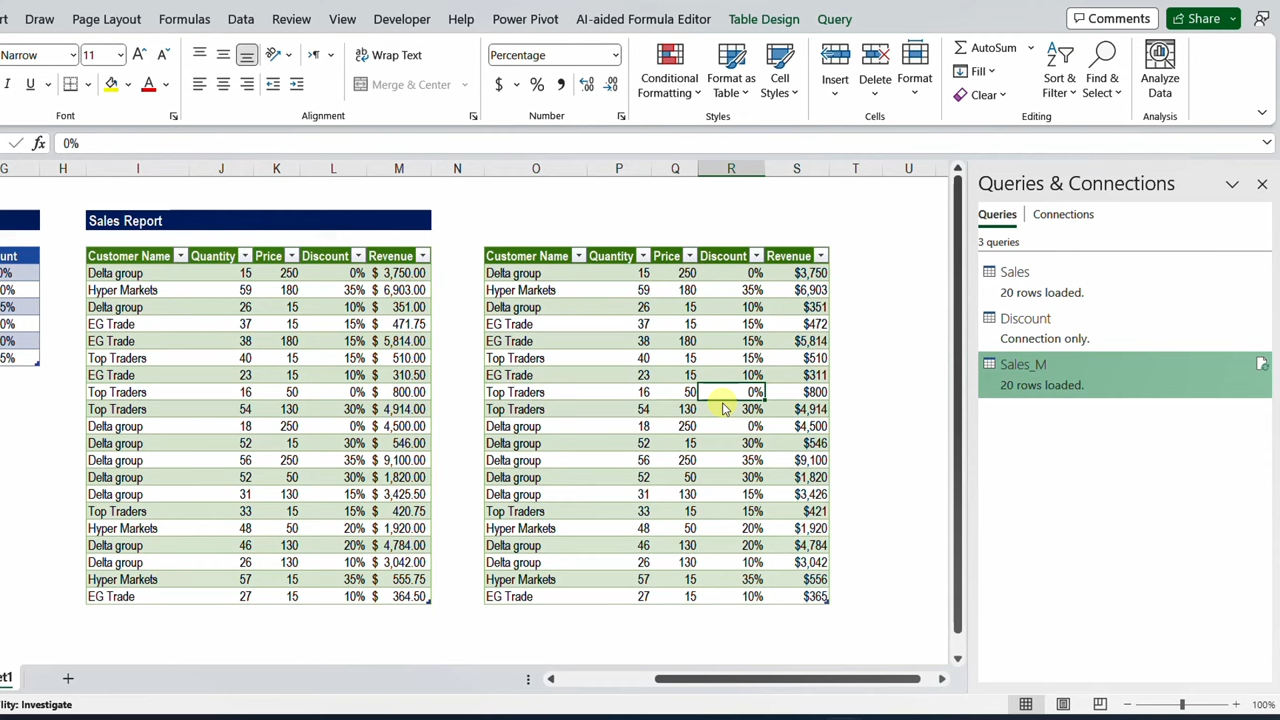 rt Draw Page Layout Formulas Data Review View Developer Help Power Pivot AI-aided Formula Editor Table Design Query Comments Share
Narrow 11 Wrap Text Percentage Conditional Formatting Format as Table Cell Styles Insert Delete Format AutoSum Fill Clear Sort & Filter Find & Select Analyze Data
I U A Merge & Center $ %
Font Alignment Number Styles Cells Editing Analysis
fx 0%
G H I J K L M N O P Q R S T U
Sales Report
ount Customer Name Quantity Price Discount Revenue Customer Name Quantity Price Discount Revenue
0% Delta group 15 250 0% $ 3,750.00 Delta group 15 250 0% $3,750
0% Hyper Markets 59 180 35% $ 6,903.00 Hyper Markets 59 180 35% $6,903
5% Delta group 26 15 10% $ 351.00 Delta group 26 15 10% $351
0% EG Trade 37 15 15% $ 471.75 EG Trade 37 15 15% $472
0% EG Trade 38 180 15% $ 5,814.00 EG Trade 38 180 15% $5,814
5% Top Traders 40 15 15% $ 510.00 Top Traders 40 15 15% $510
EG Trade 23 15 10% $ 310.50 EG Trade 23 15 10% $311
Top Traders 16 50 0% $ 800.00 Top Traders 16 50 0% $800
Top Traders 54 130 30% $ 4,914.00 Top Traders 54 130 30% $4,914
Delta group 18 250 0% $ 4,500.00 Delta group 18 250 0% $4,500
Delta group 52 15 30% $ 546.00 Delta group 52 15 30% $546
Delta group 56 250 35% $ 9,100.00 Delta group 56 250 35% $9,100
Delta group 52 50 30% $ 1,820.00 Delta group 52 50 30% $1,820
Delta group 31 130 15% $ 3,425.50 Delta group 31 130 15% $3,426
Top Traders 33 15 15% $ 420.75 Top Traders 33 15 15% $421
Hyper Markets 48 50 20% $ 1,920.00 Hyper Markets 48 50 20% $1,920
Delta group 46 130 20% $ 4,784.00 Delta group 46 130 20% $4,784
Delta group 26 130 10% $ 3,042.00 Delta group 26 130 10% $3,042
Hyper Markets 57 15 35% $ 555.75 Hyper Markets 57 15 35% $556
EG Trade 27 15 10% $ 364.50 EG Trade 27 15 10% $365
Queries & Connections
Queries Connections
3 queries
Sales
20 rows loaded.
Discount
Connection only.
Sales_M
20 rows loaded.
et1
ility: Investigate 100%